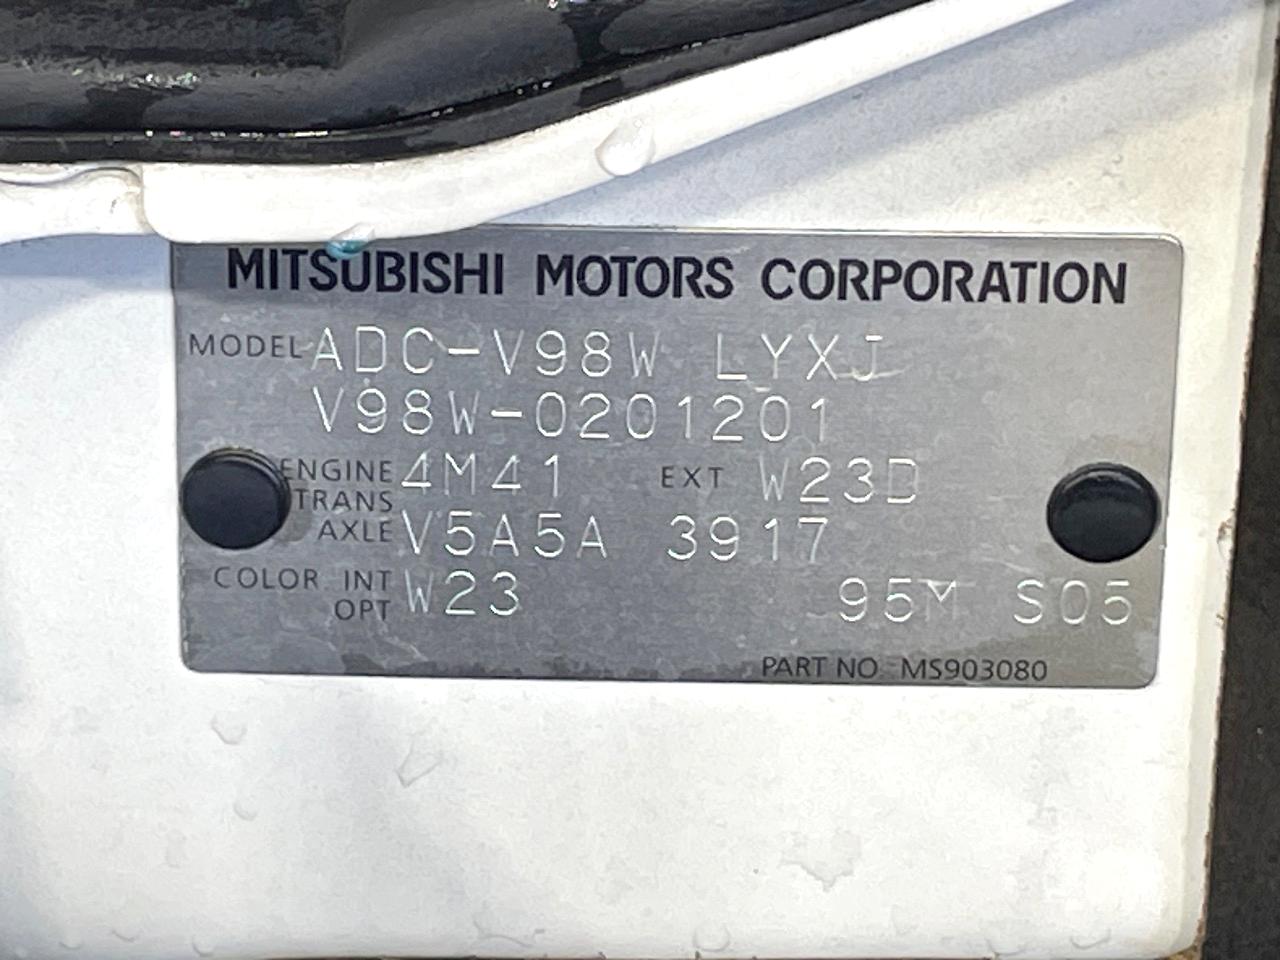 MITSUBISHI MOTORS CORPORATION
MODEL ADC-V98W LYXJ
V98W-0201201
ENGINE 4M41 EXT W23D
TRANS
AXLE V5A5A 3917
COLOR INT W23 95M S05
OPT
PART NO MS903080